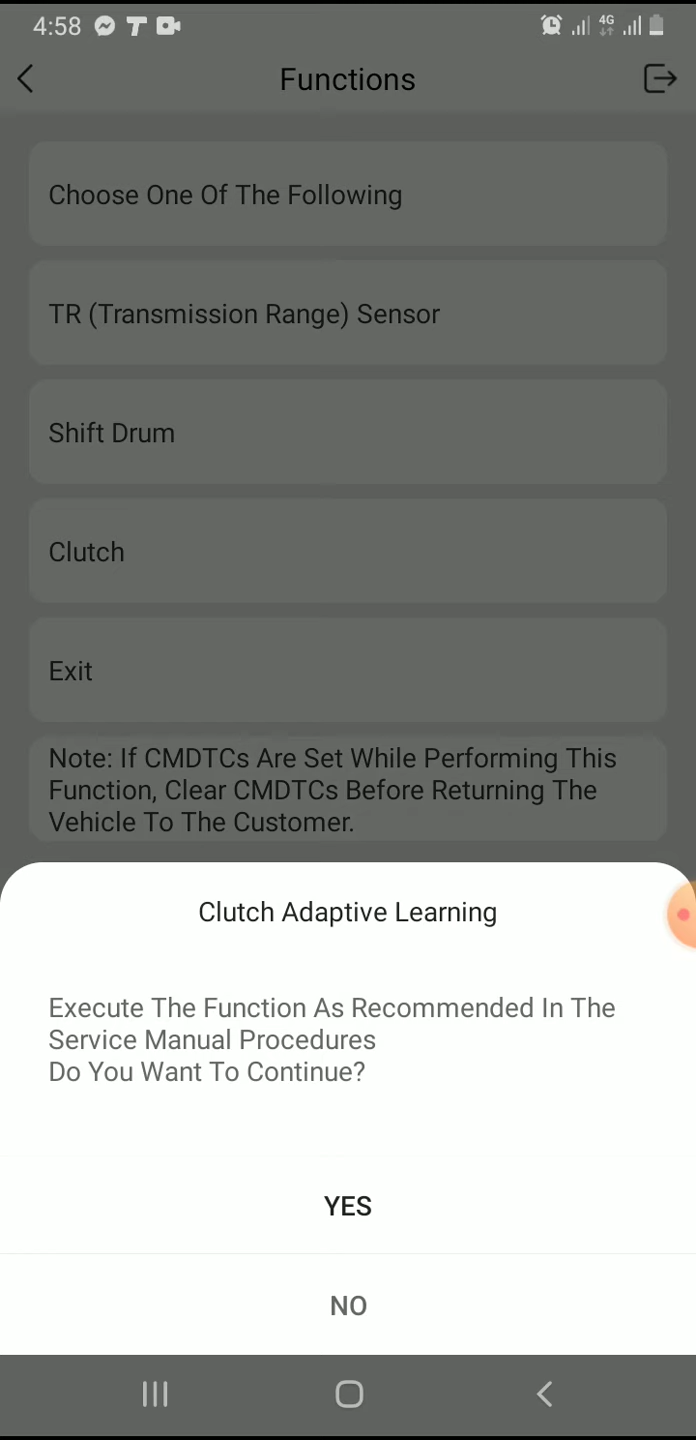 4:58
4G
Functions
Choose One Of The Following
TR (Transmission Range) Sensor
Shift Drum
Clutch
Exit
Note: If CMDTCs Are Set While Performing This
Function, Clear CMDTCs Before Returning The
Vehicle To The Customer.
Clutch Adaptive Learning
Execute The Function As Recommended In The
Service Manual Procedures
Do You Want To Continue?
YES
NO